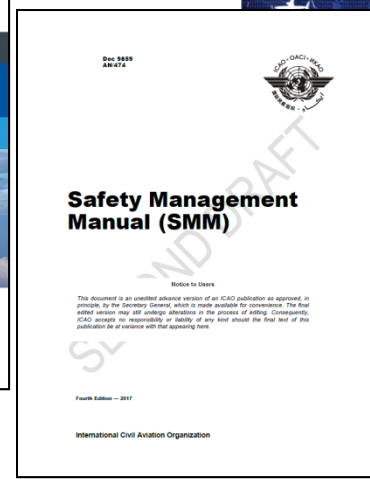 Doc 9859
AN/474
ICAO · OACI · ИКАО
Safety Management
Manual (SMM)
SECOND DRAFT
Notice to Users
This document is an unedited advance version of an ICAO publication as approved, in
principle, by the Secretary General, which is made available for convenience. The final
edited version may still undergo alterations in the process of editing. Consequently,
ICAO accepts no responsibility or liability of any kind should the final text of this
publication be at variance with that appearing here.
Fourth Edition — 2017
International Civil Aviation Organization